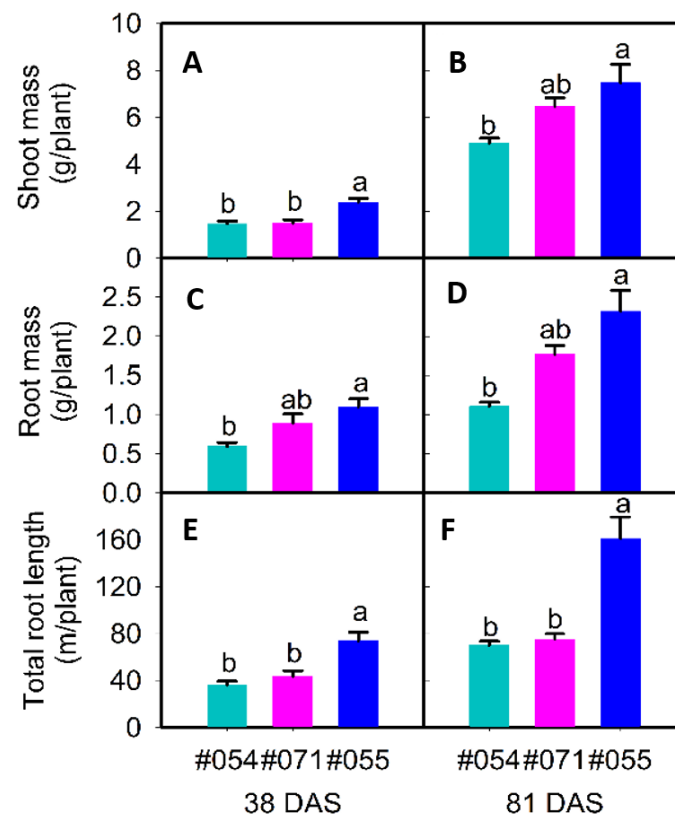 Shoot mass
(g/plant)
10
8
6
4
2
0
A
b
b
a
B
b
ab
a
Root mass
(g/plant)
2.5
2.0
1.5
1.0
0.5
0.0
C
b
ab
a
D
b
ab
a
Total root length
(m/plant)
160
120
80
40
0
E
b
b
a
F
b
b
a
#054 #071 #055
#054 #071 #055
38 DAS
81 DAS